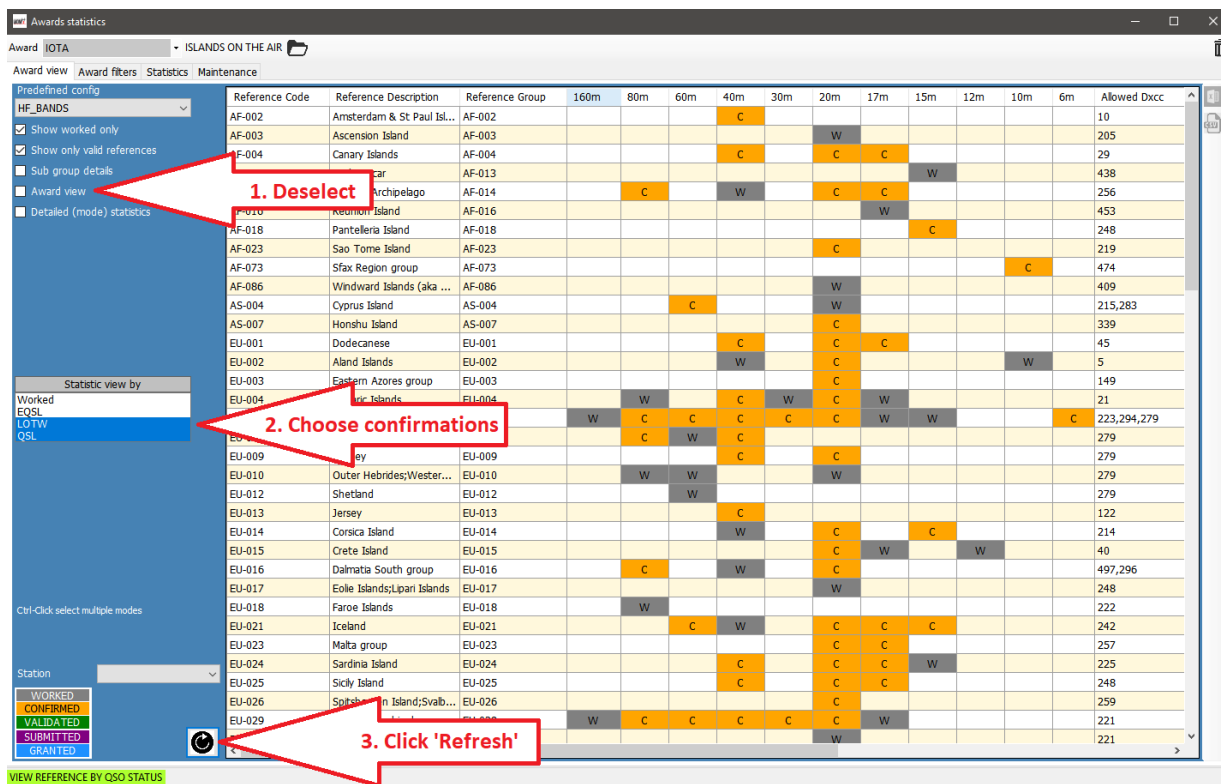 Awards statistics
Award IOTA ISLANDS ON THE AIR
Award view Award filters Statistics Maintenance
Predefined config
HF_BANDS
Show worked only
Show only valid references
Sub group details
Award view
Detailed (mode) statistics
1. Deselect
Statistic view by
Worked
EQSL
LOTW
QSL
2. Choose confirmations
Ctrl-Click select multiple modes
Station
WORKED
CONFIRMED
VALIDATED
SUBMITTED
GRANTED
3. Click 'Refresh'
Reference Code Reference Description Reference Group 160m 80m 60m 40m 30m 20m 17m 15m 12m 10m 6m Allowed Dxcc
AF-002 Amsterdam & St Paul Isl... AF-002 C 10
AF-003 Ascension Island AF-003 W 205
AF-004 Canary Islands AF-004 C C C 29
AF-013 W 438
Archipelago AF-014 C W C C 256
AF-016 Reunion Island AF-016 W 453
AF-018 Pantelleria Island AF-018 C 248
AF-023 Sao Tome Island AF-023 C 219
AF-073 Sfax Region group AF-073 C 474
AF-086 Windward Islands (aka ... AF-086 W 409
AS-004 Cyprus Island AS-004 C W 215,283
AS-007 Honshu Island AS-007 C 339
EU-001 Dodecanese EU-001 C C C 45
EU-002 Aland Islands EU-002 W C W 5
EU-003 Eastern Azores group EU-003 C 149
EU-004 Islands EU-004 W C W C W 21
W C C C C C W W C 223,294,279
C W C 279
EU-009 EU-009 C C 279
EU-010 Outer Hebrides;Wester... EU-010 W W W 279
EU-012 Shetland EU-012 W 279
EU-013 Jersey EU-013 C 122
EU-014 Corsica Island EU-014 W C C 214
EU-015 Crete Island EU-015 C W W 40
EU-016 Dalmatia South group EU-016 C W C 497,296
EU-017 Eolie Islands;Lipari Islands EU-017 W 248
EU-018 Faroe Islands EU-018 W 222
EU-021 Iceland EU-021 C W C C C 242
EU-023 Malta group EU-023 C C 257
EU-024 Sardinia Island EU-024 C C C W 225
EU-025 Sicily Island EU-025 C C C 248
EU-026 Island;Svalb... EU-026 C 259
EU-029 W C C C C C W 221
W 221
VIEW REFERENCE BY QSO STATUS